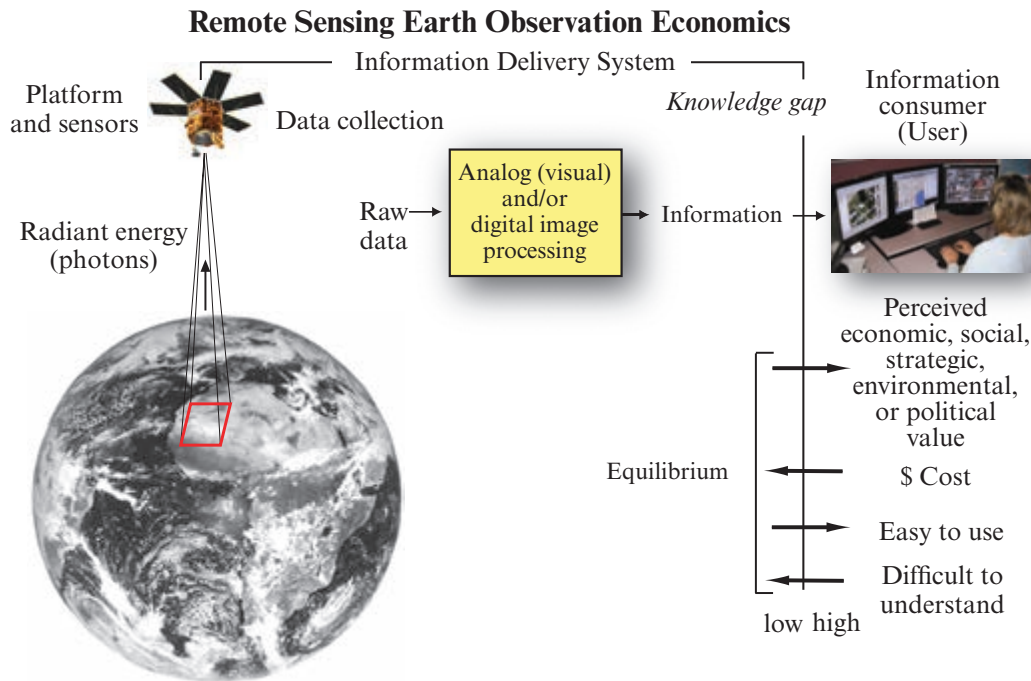 Remote Sensing Earth Observation Economics
Information Delivery System
Platform
and sensors
Data collection
Knowledge gap
Information
consumer
(User)
Analog (visual)
and/or
digital image
processing
Raw
data
Information
Radiant energy
(photons)
Perceived
economic, social,
strategic,
environmental,
or political
value
Equilibrium
$ Cost
Easy to use
Difficult to
understand
low high